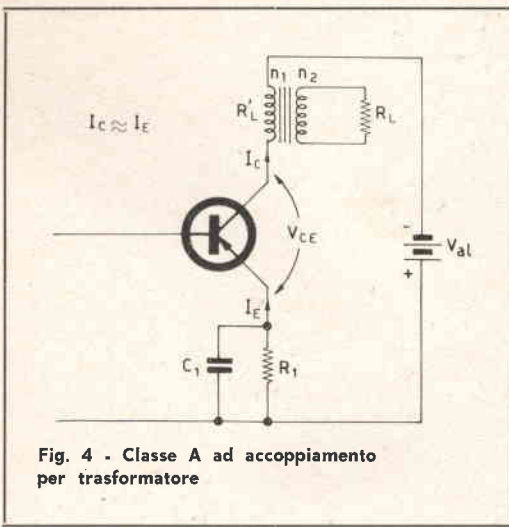 n₁ n₂
R'L
RL
IC ≈ IE
IC
VCE
-
Val
+
IE
C₁
R₁
Fig. 4 - Classe A ad accoppiamento
per trasformatore